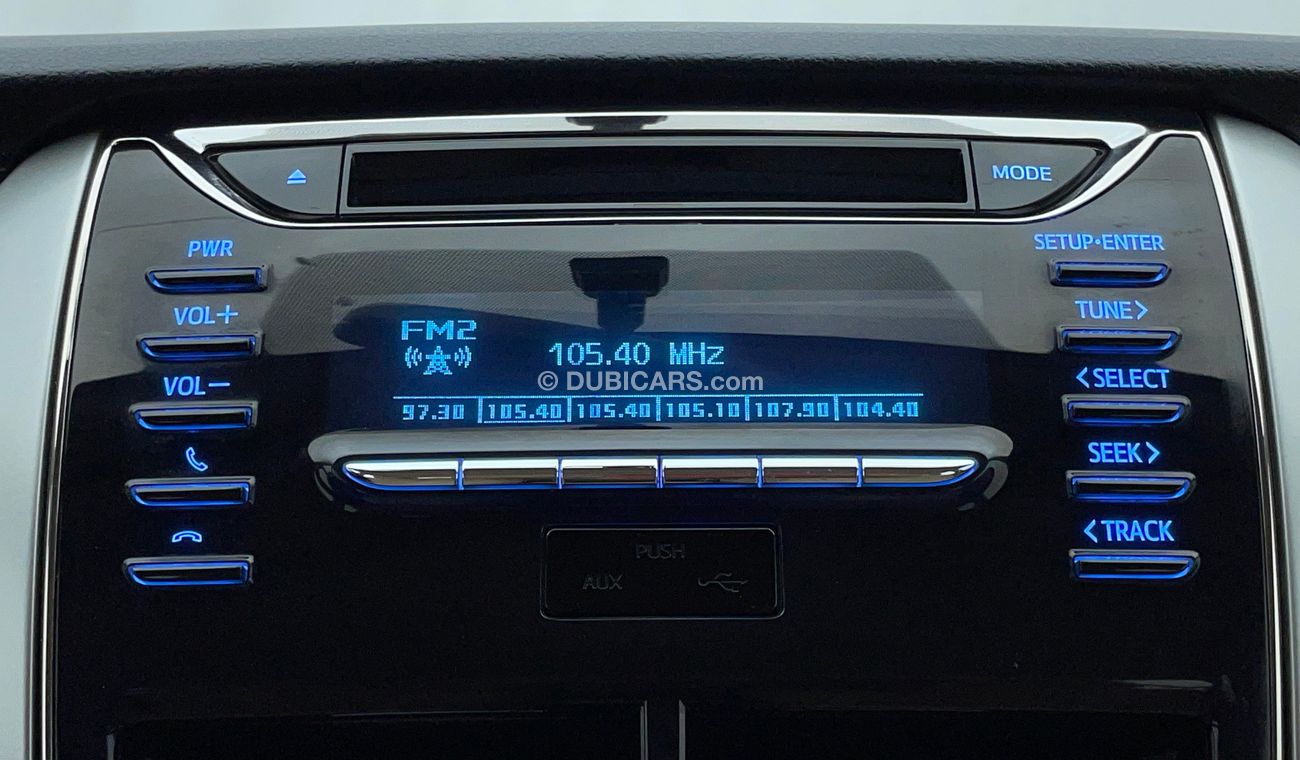 MODE
PWR
SETUP•ENTER
VOL+
TUNE>
FM2
105.40 MHz
© DUBICARS.com
VOL−
<SELECT
97.30 105.40 105.40 105.10 107.90 104.40
SEEK>
<TRACK
PUSH
AUX